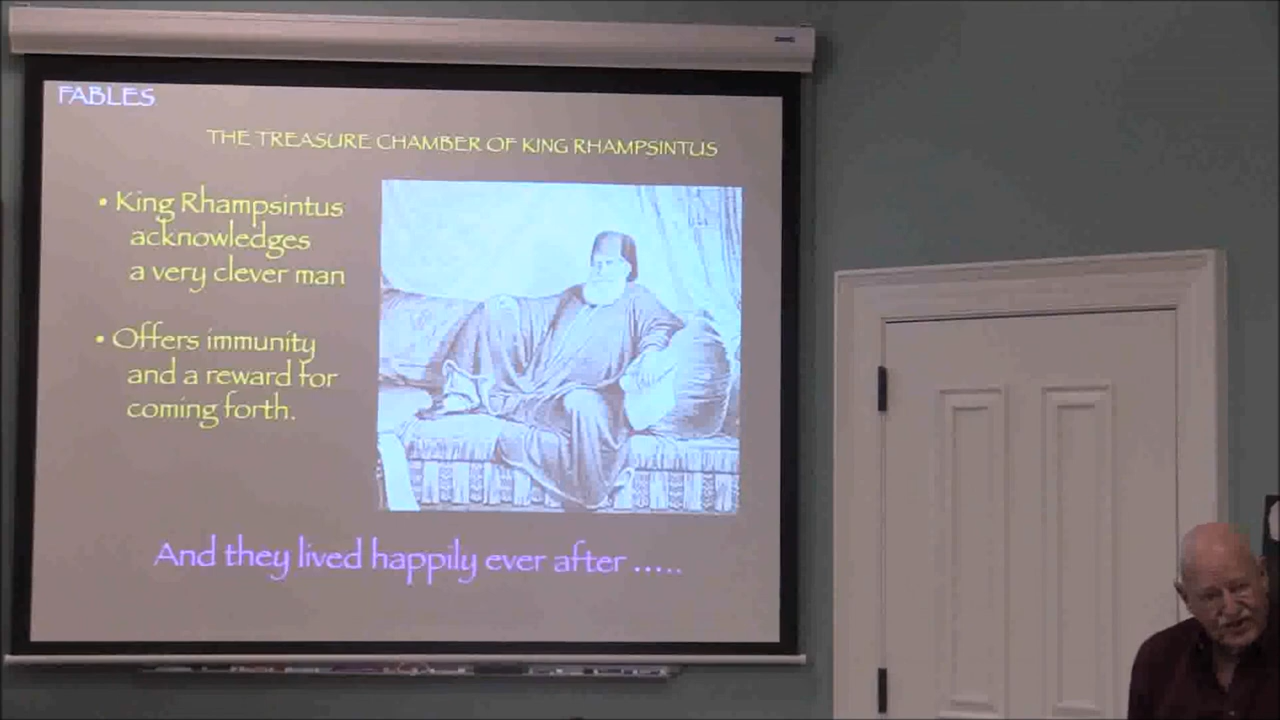 FABLES
THE TREASURE CHAMBER OF KING RHAMPSINTUS
• King Rhampsintus
acknowledges
a very clever man
• Offers immunity
and a reward for
coming forth.
And they lived happily ever after .....